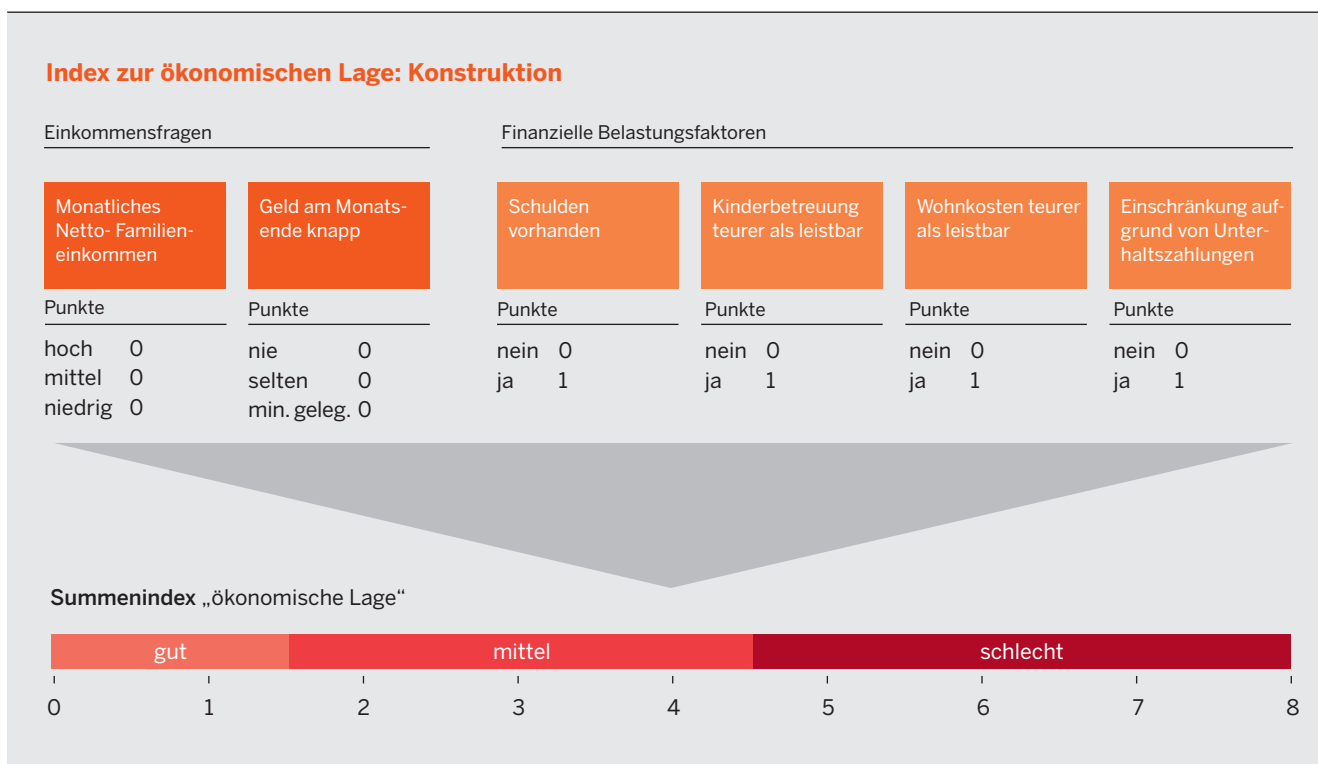 Index zur ökonomischen Lage: Konstruktion
Einkommensfragen
Finanzielle Belastungsfaktoren
Monatliches
Netto- Familien-
einkommen
Geld am Monats-
ende knapp
Schulden
vorhanden
Kinderbetreuung
teurer als leistbar
Wohnkosten teurer
als leistbar
Einschränkung auf-
grund von Unter-
haltszahlungen
Punkte
hoch 0
mittel 0
niedrig 0
Punkte
nie 0
selten 0
min. geleg. 0
Punkte
nein 0
ja 1
Punkte
nein 0
ja 1
Punkte
nein 0
ja 1
Punkte
nein 0
ja 1
Summenindex „ökonomische Lage“
gut mittel schlecht
0 1 2 3 4 5 6 7 8